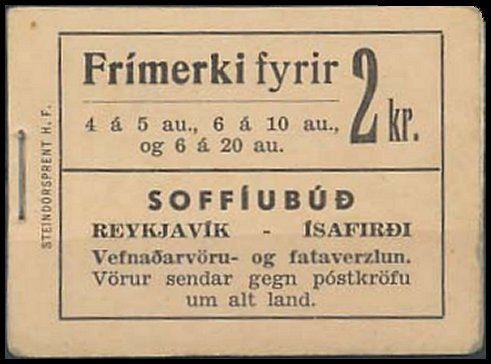 Frímerki fyrir 2 kr.
4 á 5 au., 6 á 10 au.,
og 6 á 20 au.
SOFFÍUBÚÐ
REYKJAVÍK - ÍSAFIRÐI
Vefnaðarvöru- og fataverzlun.
Vörur sendar gegn póstkröfu
um alt land.
STEINDÓRSPRENT H. F.